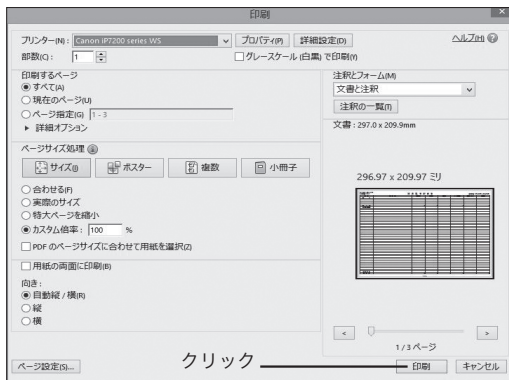 印刷
プリンター(N): Canon iP7200 series WS プロパティ(P) 詳細設定(D) ヘルプ(H)
部数(C): 1 グレースケール (白黒) で印刷(Y)
印刷するページ
すべて(A)
現在のページ(U)
ページ指定(G) 1 - 3
詳細オプション
ページサイズ処理
サイズ(I) ポスター 複数 小冊子
合わせる(F)
実際のサイズ
特大ページを縮小
カスタム倍率: 100 %
PDF のページサイズに合わせて用紙を選択(Z)
用紙の両面に印刷(B)
向き:
自動縦 / 横(R)
縦
横
注釈とフォーム(M)
文書と注釈
注釈の一覧(T)
文書: 297.0 x 209.9mm
296.97 x 209.97 ミリ
< >
1 / 3 ページ
ページ設定(S)... クリック 印刷 キャンセル